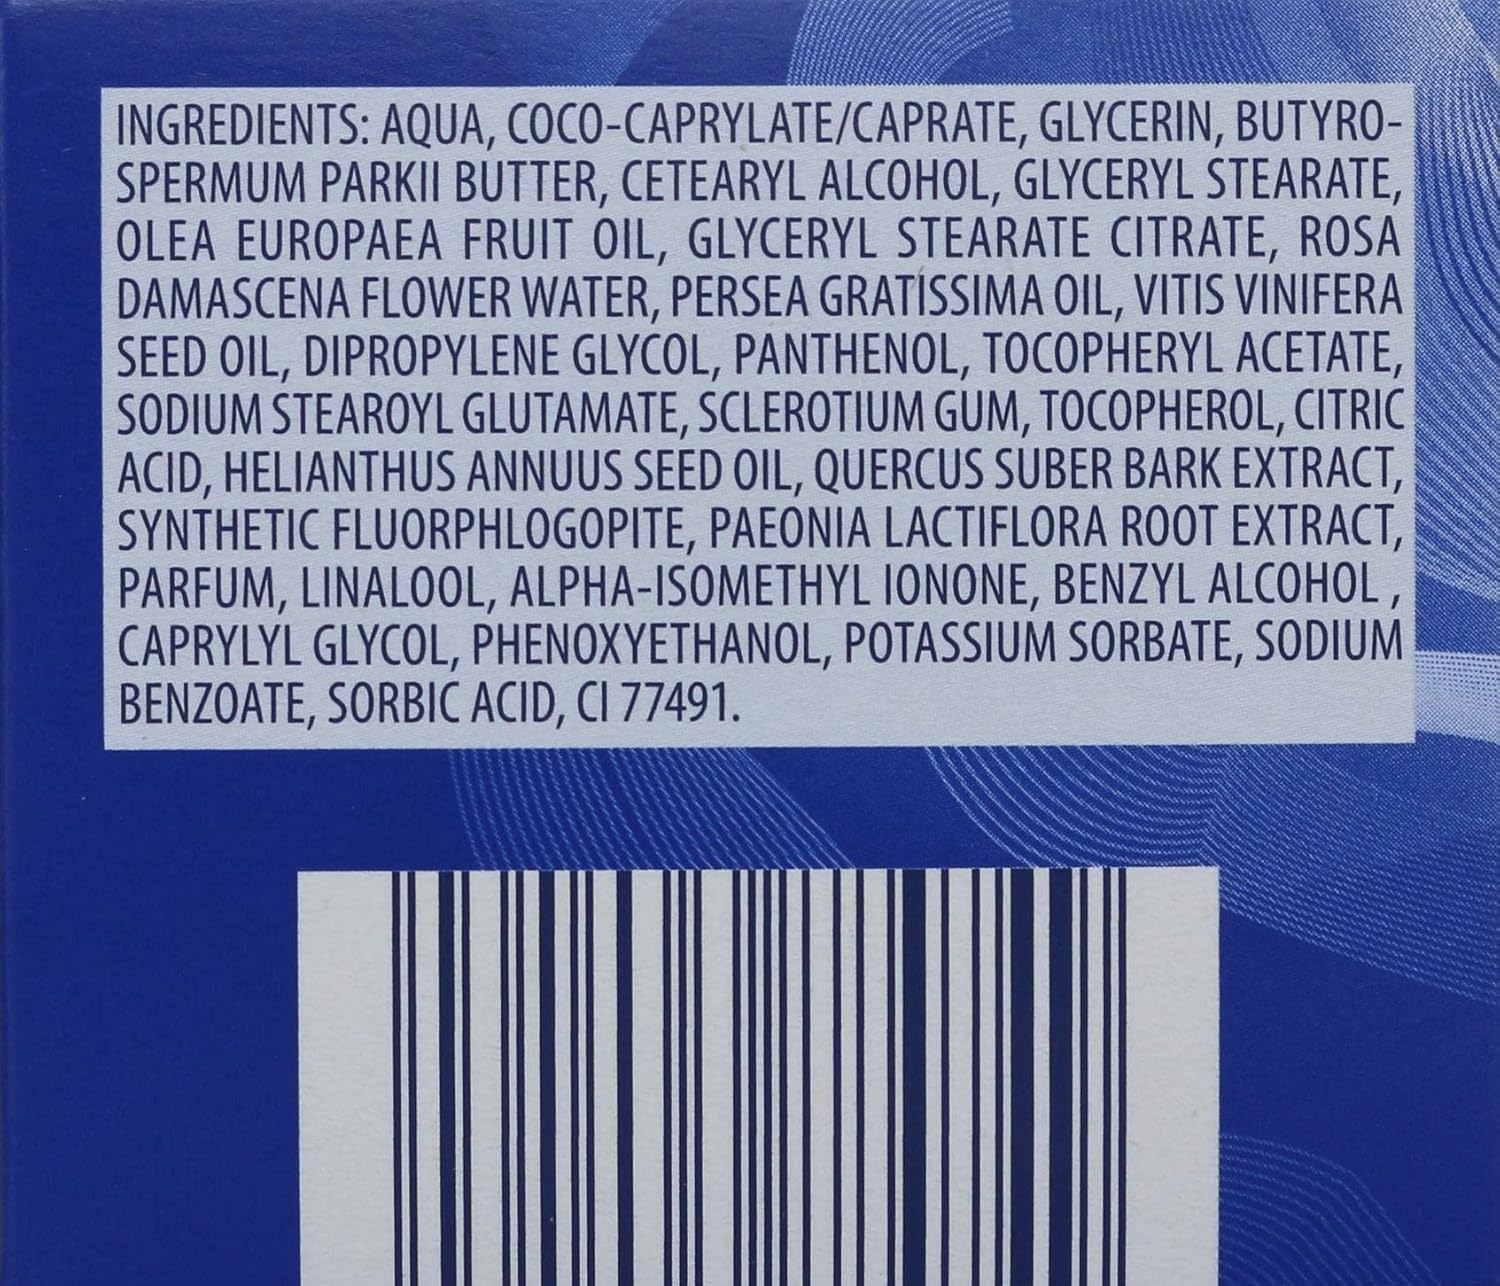 INGREDIENTS: AQUA, COCO-CAPRYLATE/CAPRATE, GLYCERIN, BUTYRO-
SPERMUM PARKII BUTTER, CETEARYL ALCOHOL, GLYCERYL STEARATE,
OLEA EUROPAEA FRUIT OIL, GLYCERYL STEARATE CITRATE, ROSA
DAMASCENA FLOWER WATER, PERSEA GRATISSIMA OIL, VITIS VINIFERA
SEED OIL, DIPROPYLENE GLYCOL, PANTHENOL, TOCOPHERYL ACETATE,
SODIUM STEAROYL GLUTAMATE, SCLEROTIUM GUM, TOCOPHEROL, CITRIC
ACID, HELIANTHUS ANNUUS SEED OIL, QUERCUS SUBER BARK EXTRACT,
SYNTHETIC FLUORPHLOGOPITE, PAEONIA LACTIFLORA ROOT EXTRACT,
PARFUM, LINALOOL, ALPHA-ISOMETHYL IONONE, BENZYL ALCOHOL ,
CAPRYLYL GLYCOL, PHENOXYETHANOL, POTASSIUM SORBATE, SODIUM
BENZOATE, SORBIC ACID, CI 77491.